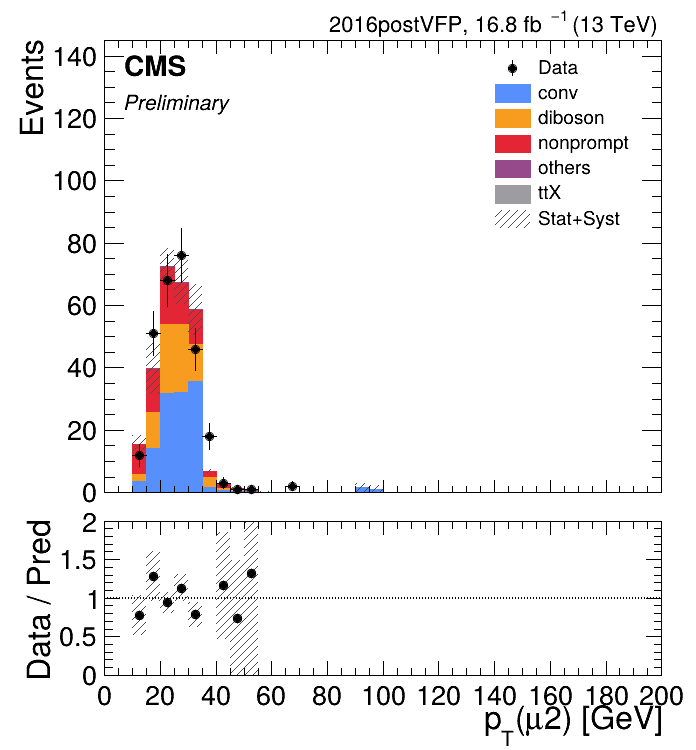 2016postVFP, 16.8 fb⁻¹ (13 TeV)
CMS
Preliminary
Data
conv
diboson
nonprompt
others
ttX
Stat+Syst
Events
140
120
100
80
60
40
20
0
Data / Pred
2
1.5
1
0.5
0
0 20 40 60 80 100 120 140 160 180 200
p_T(μ2) [GeV]